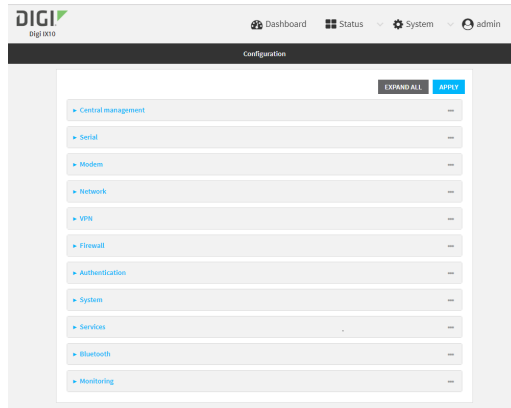 DIGI
Digi IX10
Dashboard Status System admin
Configuration
EXPAND ALL APPLY
Central management
Serial
Modem
Network
VPN
Firewall
Authentication
System
Services
Bluetooth
Monitoring